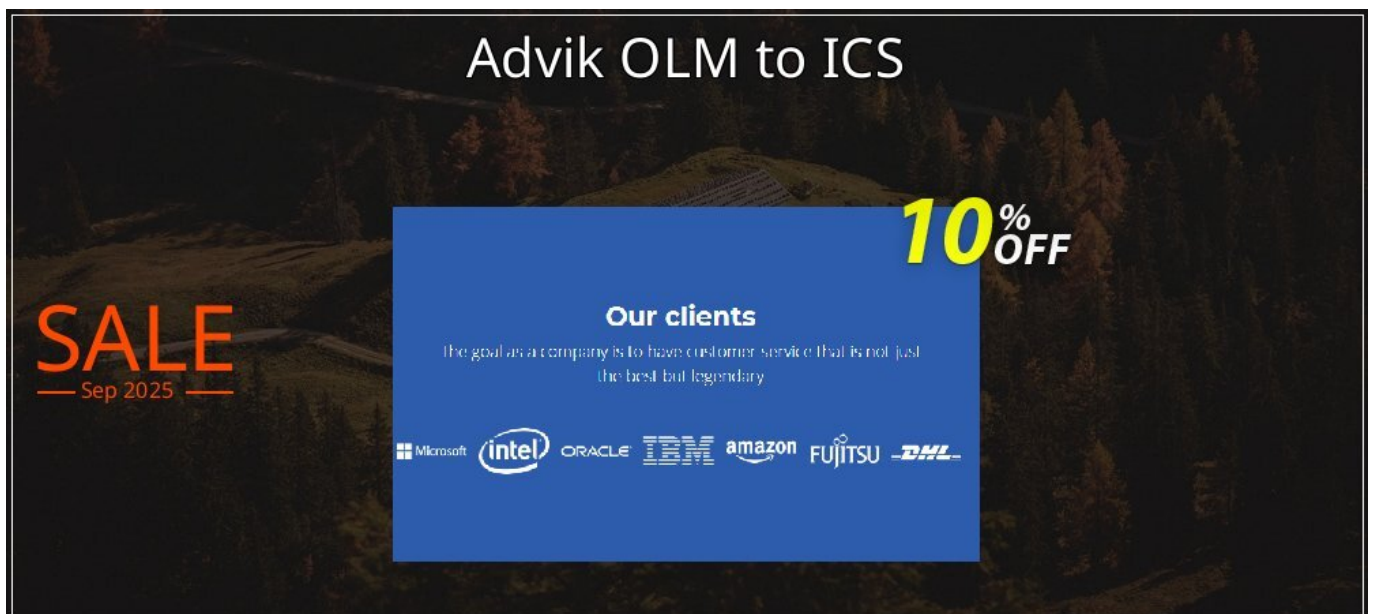 Advik OLM to ICS
10% OFF
SALE
Sep 2025
Our clients
The goal as a company is to have customer service that is not just
the best but legendary
Microsoft intel ORACLE IBM amazon FUJITSU DHL